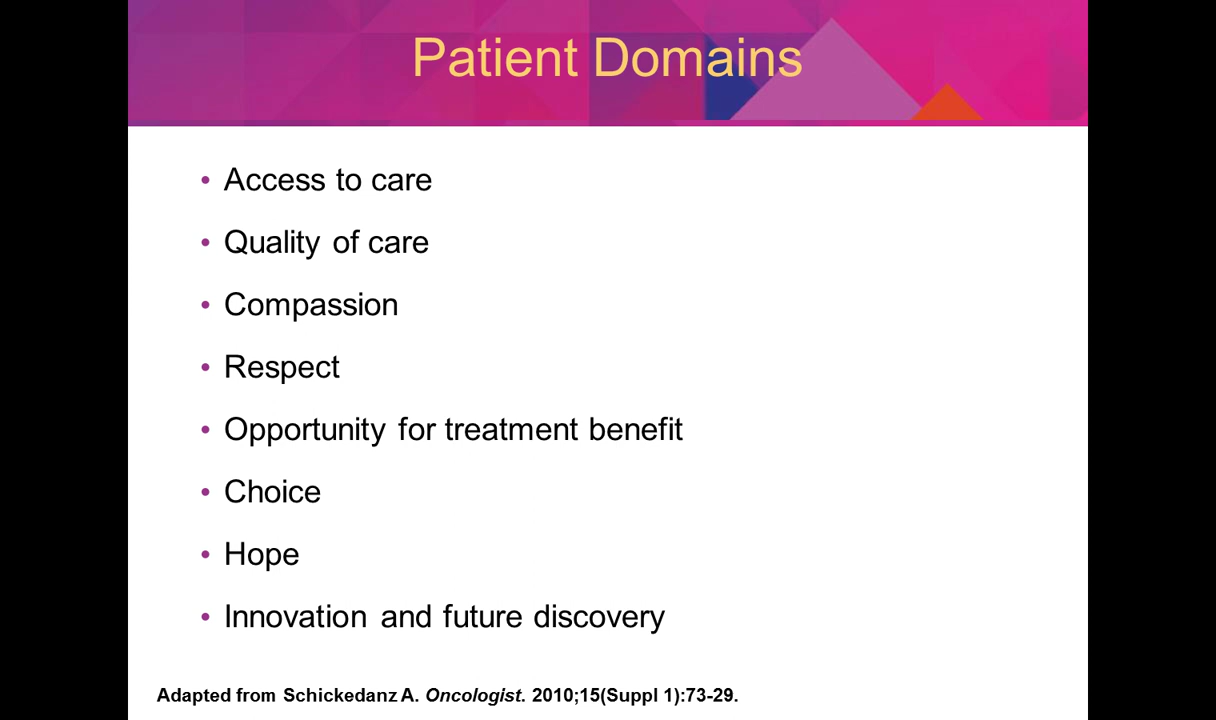 Patient Domains
• Access to care
• Quality of care
• Compassion
• Respect
• Opportunity for treatment benefit
• Choice
• Hope
• Innovation and future discovery
Adapted from Schickedanz A. Oncologist. 2010;15(Suppl 1):73-29.